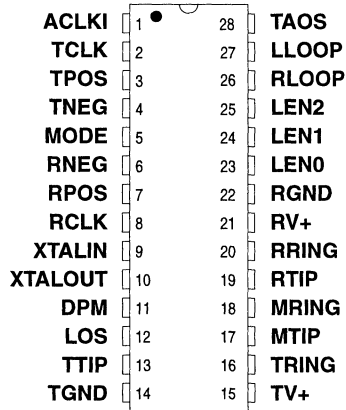 ACLKI 1 28 TAOS
TCLK 2 27 LLOOP
TPOS 3 26 RLOOP
TNEG 4 25 LEN2
MODE 5 24 LEN1
RNEG 6 23 LEN0
RPOS 7 22 RGND
RCLK 8 21 RV+
XTALIN 9 20 RRING
XTALOUT 10 19 RTIP
DPM 11 18 MRING
LOS 12 17 MTIP
TTIP 13 16 TRING
TGND 14 15 TV+